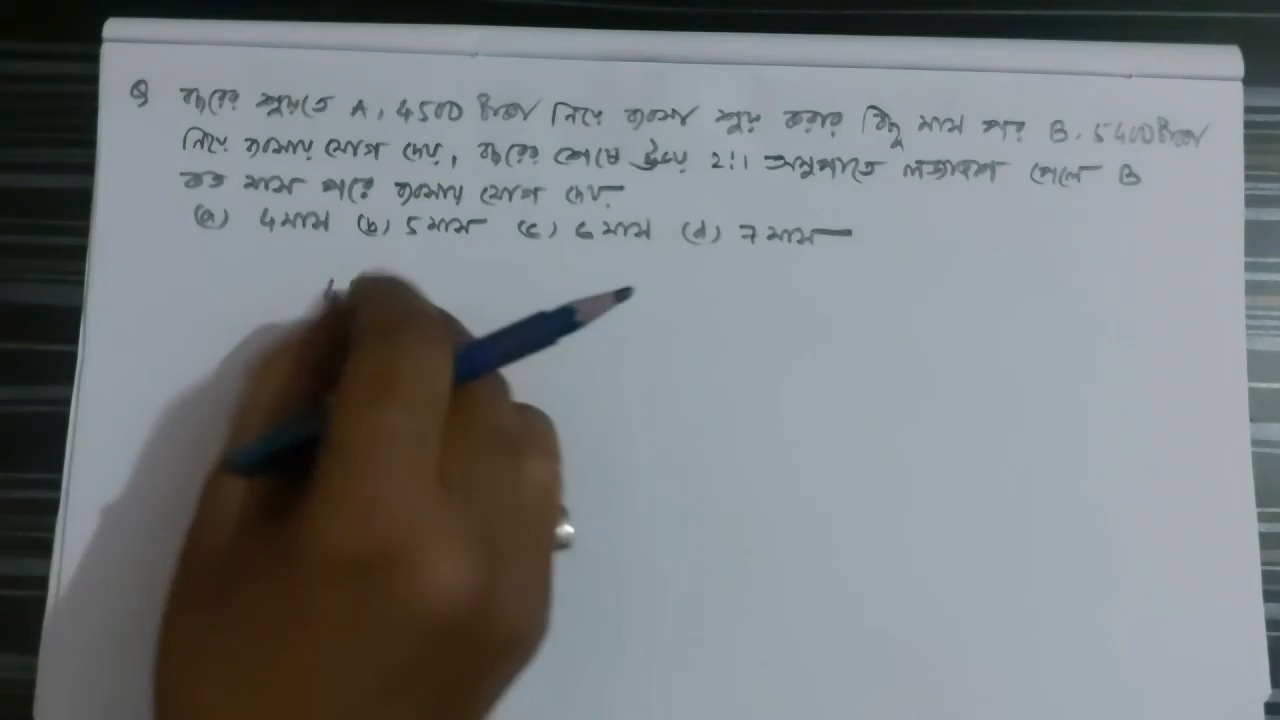 Q বছরের শুরুতে A, 4500 টাকা নিয়ে ব্যবসা শুরু করার কিছু মাস পর B, 5400 টাকা
নিয়ে ব্যবসায় যোগ দেয়, বছরের শেষে উভয় 2:1 অনুপাতে লভ্যাংশ পেলে B
কত মাস পরে ব্যবসায় যোগ দেয়
(a) 4 মাস (b) 5 মাস (c) 6 মাস (d) 7 মাস